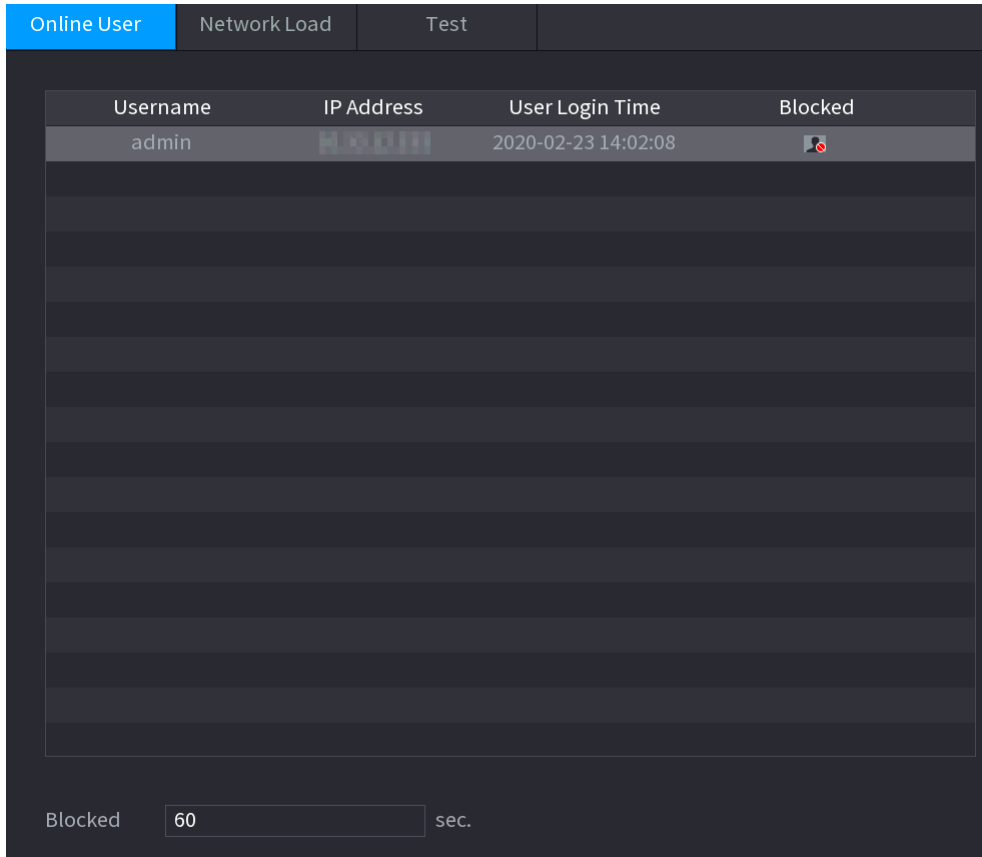 Online User Network Load Test
Username IP Address User Login Time Blocked
admin 2020-02-23 14:02:08
Blocked 60 sec.